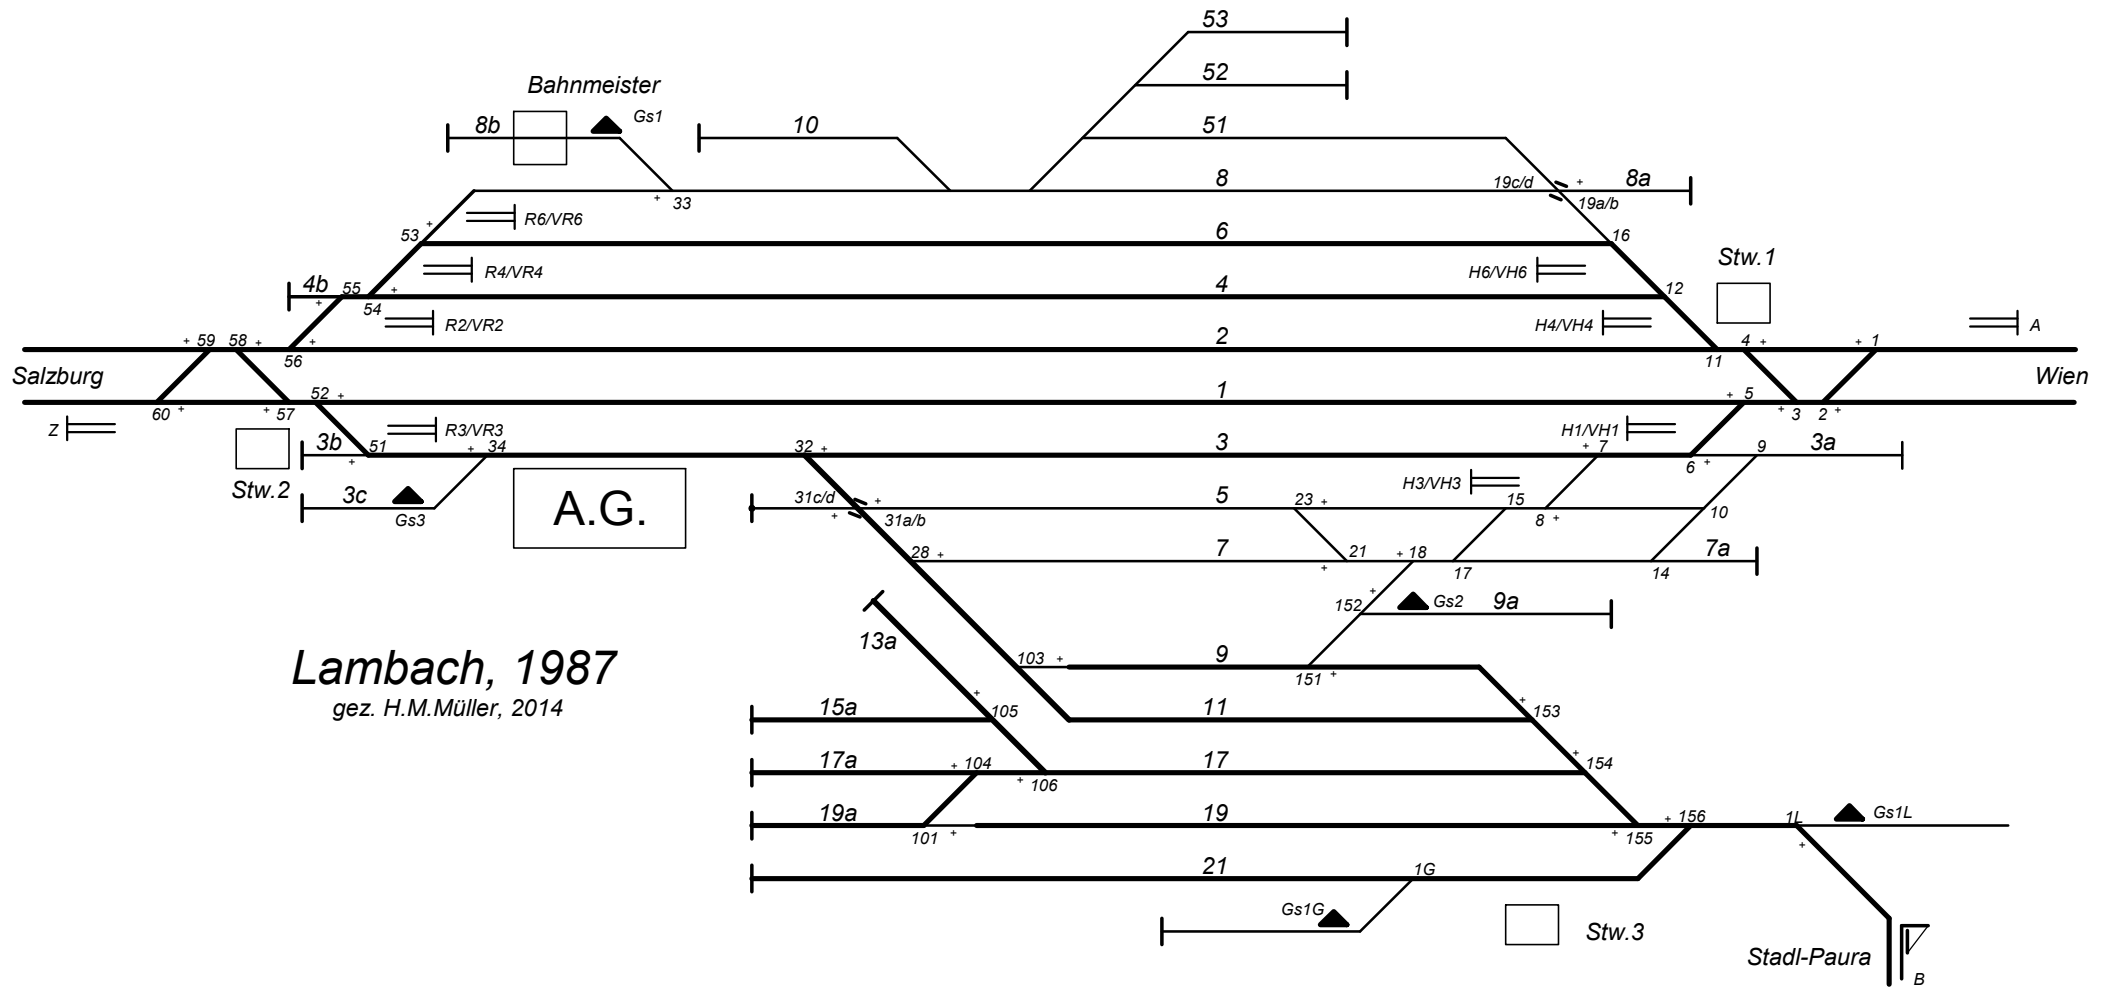 53
52
Bahnmeister
8b
Gs1
10
51
8
19c/d
+
8a
+
33
19a/b
+
R6/VR6
53
6
16
Stw.1
4b
55
R4/VR4
H6/VH6
+
54
+
4
12
R2/VR2
H4/VH4
A
+
59
58
+
+
2
4
+
+
1
56
11
Salzburg
Wien
52
+
1
+
5
60
+
+
57
+
3
2
+
Z
R3/VR3
H1/VH1
3b
+
51
+
34
32
+
3
+
7
9
3a
6
+
Stw.2
3c
A.G.
31c/d
+
5
23
+
H3/VH3
15
Gs3
+
31a/b
8
+
10
28
+
7
21
+
18
7a
+
17
14
+
152
Gs2
9a
13a
Lambach, 1987
103
+
9
151
+
gez. H.M.Müller, 2014
15a
+
105
11
+
153
17a
+
104
17
+
154
+
106
19a
19
+
156
1L
Gs1L
101
+
+
155
+
21
1G
Gs1G
Stw.3
Stadl-Paura
B